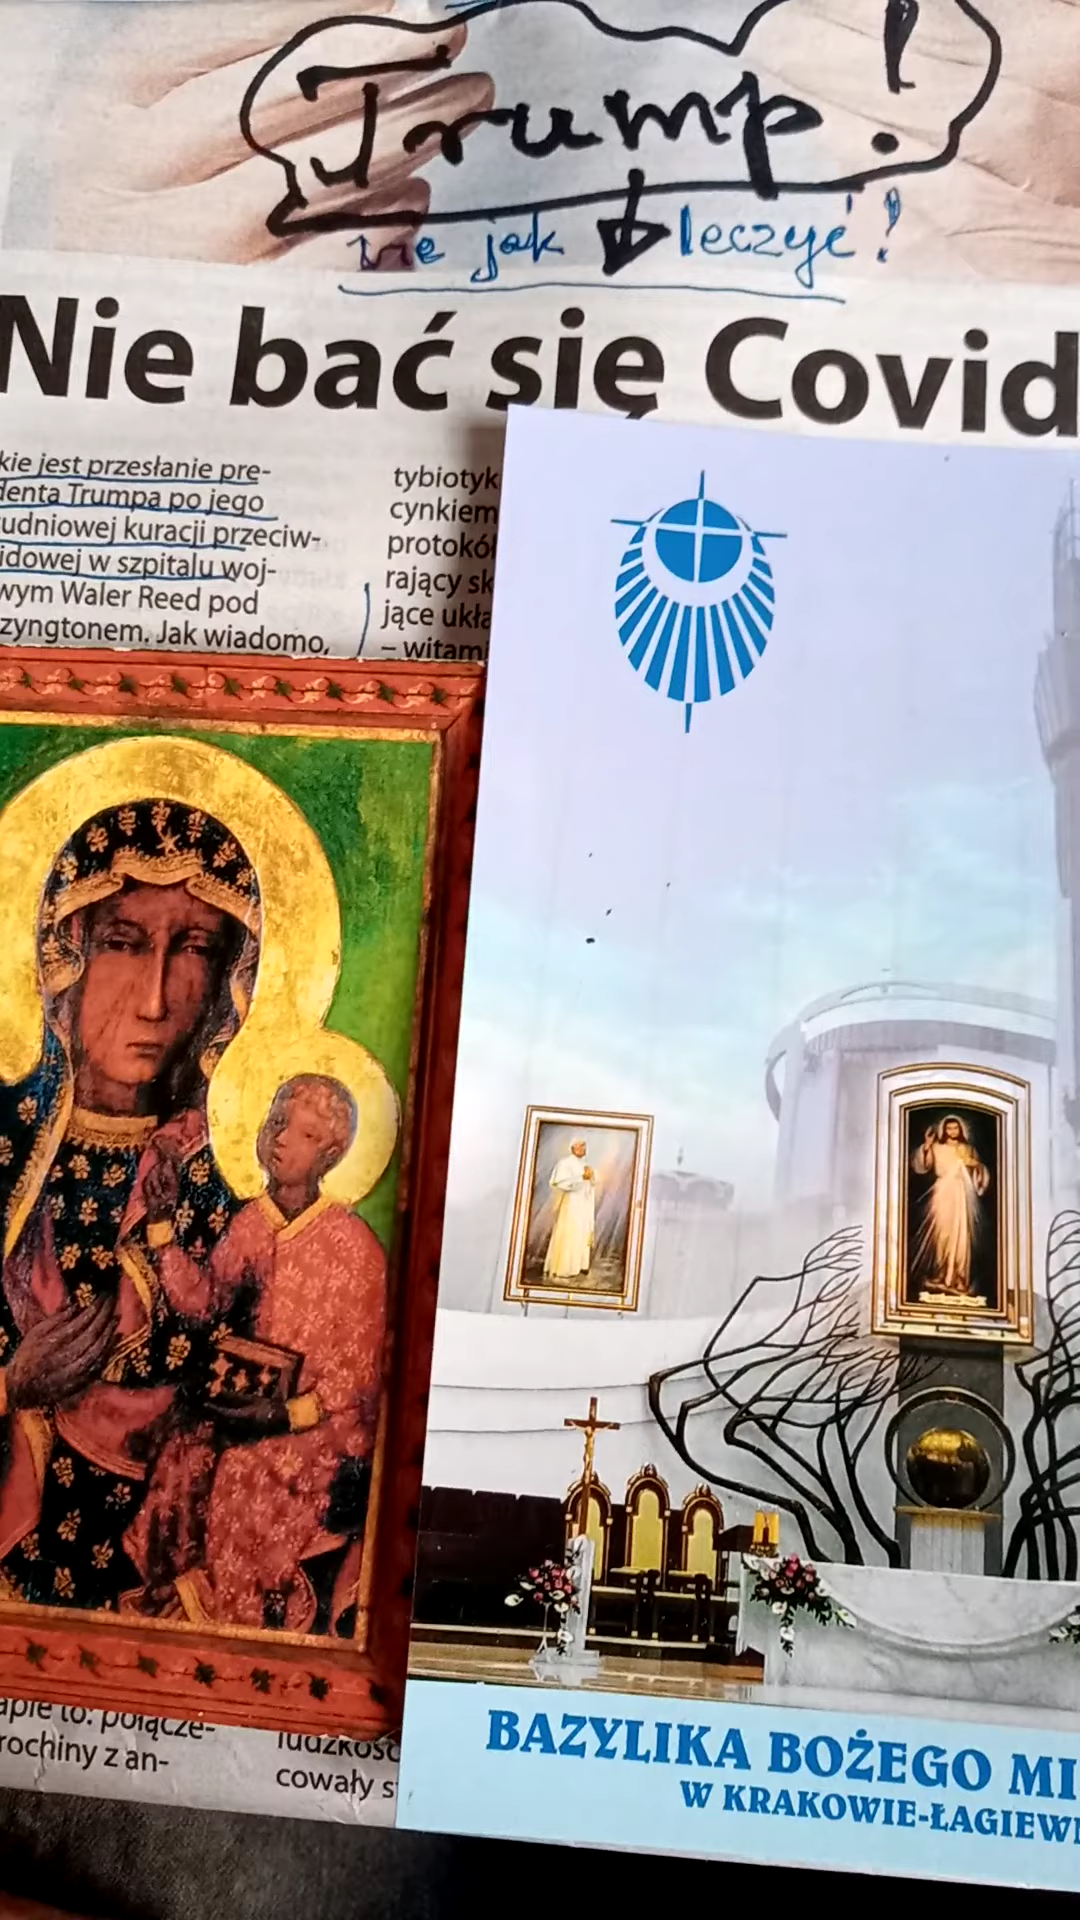 Trump!
nie jak leczyć!
Nie bać się Covid
kie jest przesłanie pre-
denta Trumpa po jego
udniowej kuracji przeciw-
idowej w szpitalu woj-
wym Waler Reed pod
zyngtonem. Jak wiadomo,
tybiotyk
cynkiem
protokół
rający sk
jące ukła
– witami
apie to: połącze-
rochiny z an-
ludzkość
cowały s
BAZYLIKA BOŻEGO MI
W KRAKOWIE-ŁAGIEWN